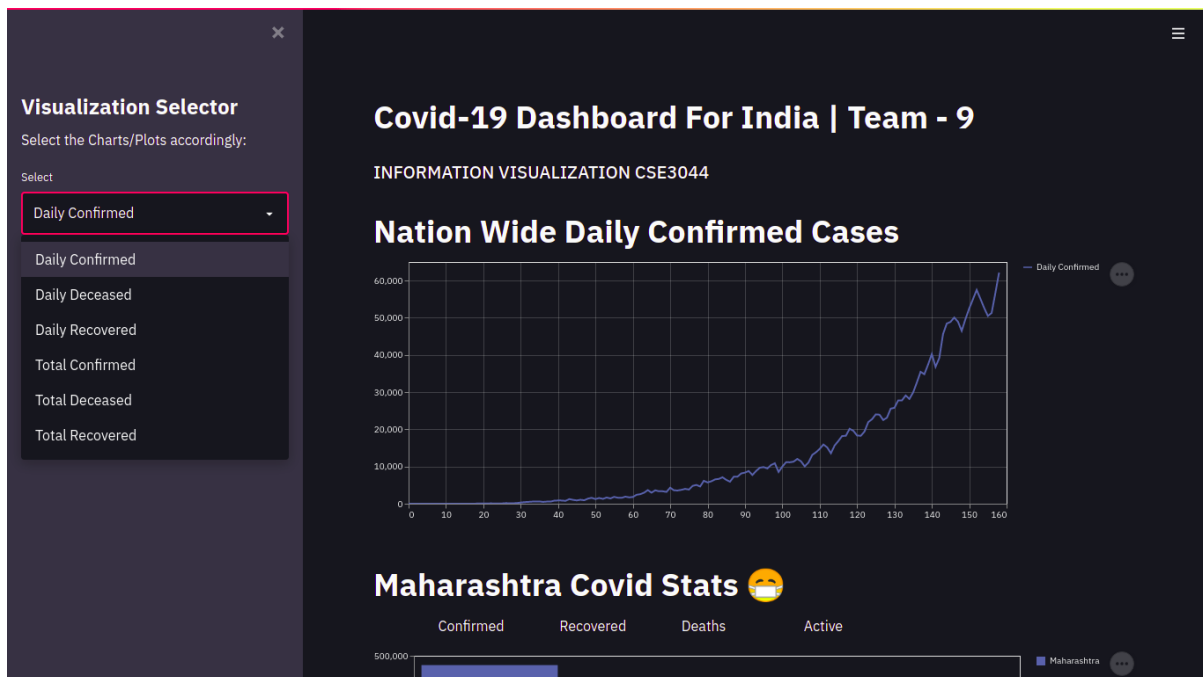 Visualization Selector
Select the Charts/Plots accordingly:
Select
Daily Confirmed
Daily Confirmed
Daily Deceased
Daily Recovered
Total Confirmed
Total Deceased
Total Recovered
Covid-19 Dashboard For India | Team - 9
INFORMATION VISUALIZATION CSE3044
Nation Wide Daily Confirmed Cases
Daily Confirmed
60,000
50,000
40,000
30,000
20,000
10,000
0
0 10 20 30 40 50 60 70 80 90 100 110 120 130 140 150 160
Maharashtra Covid Stats 😷
Confirmed Recovered Deaths Active
500,000
Maharashtra